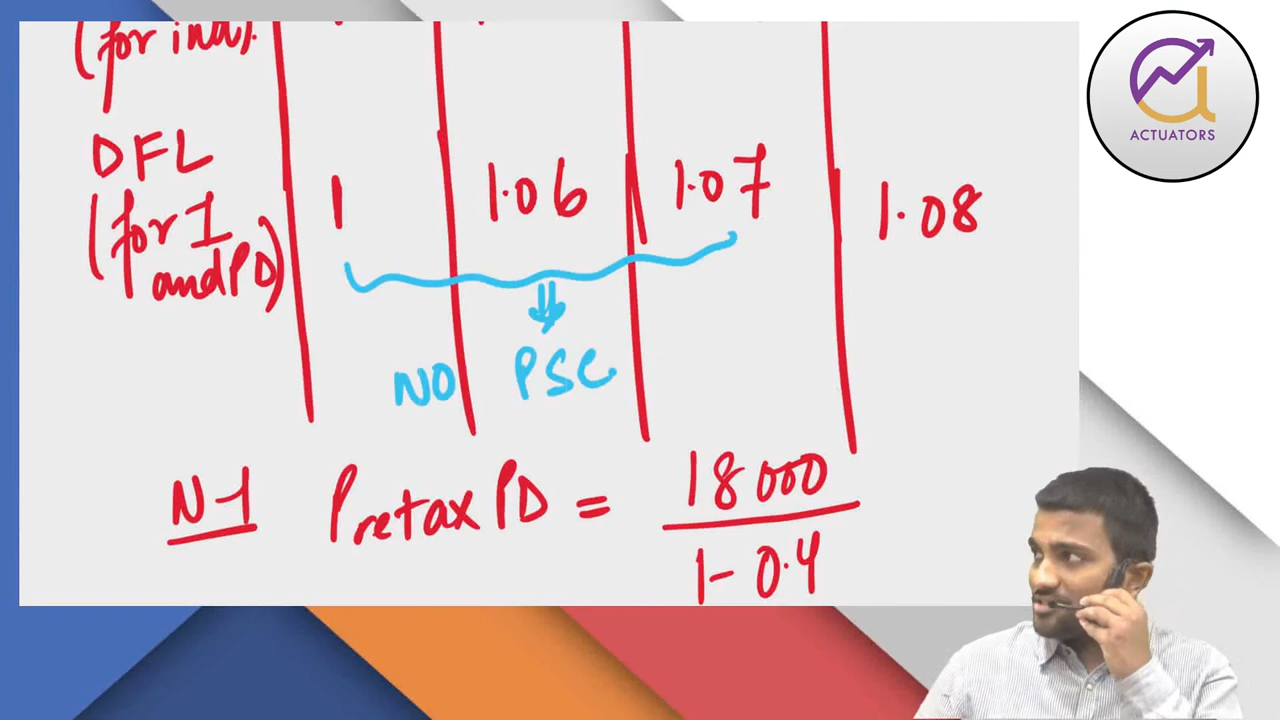 (for ind).
DFL
(for I
and PD)
1
1.06
1.07
1.08
NO PSC
N-1 Pretax PD = 18000
1-0.4
ACTUATORS